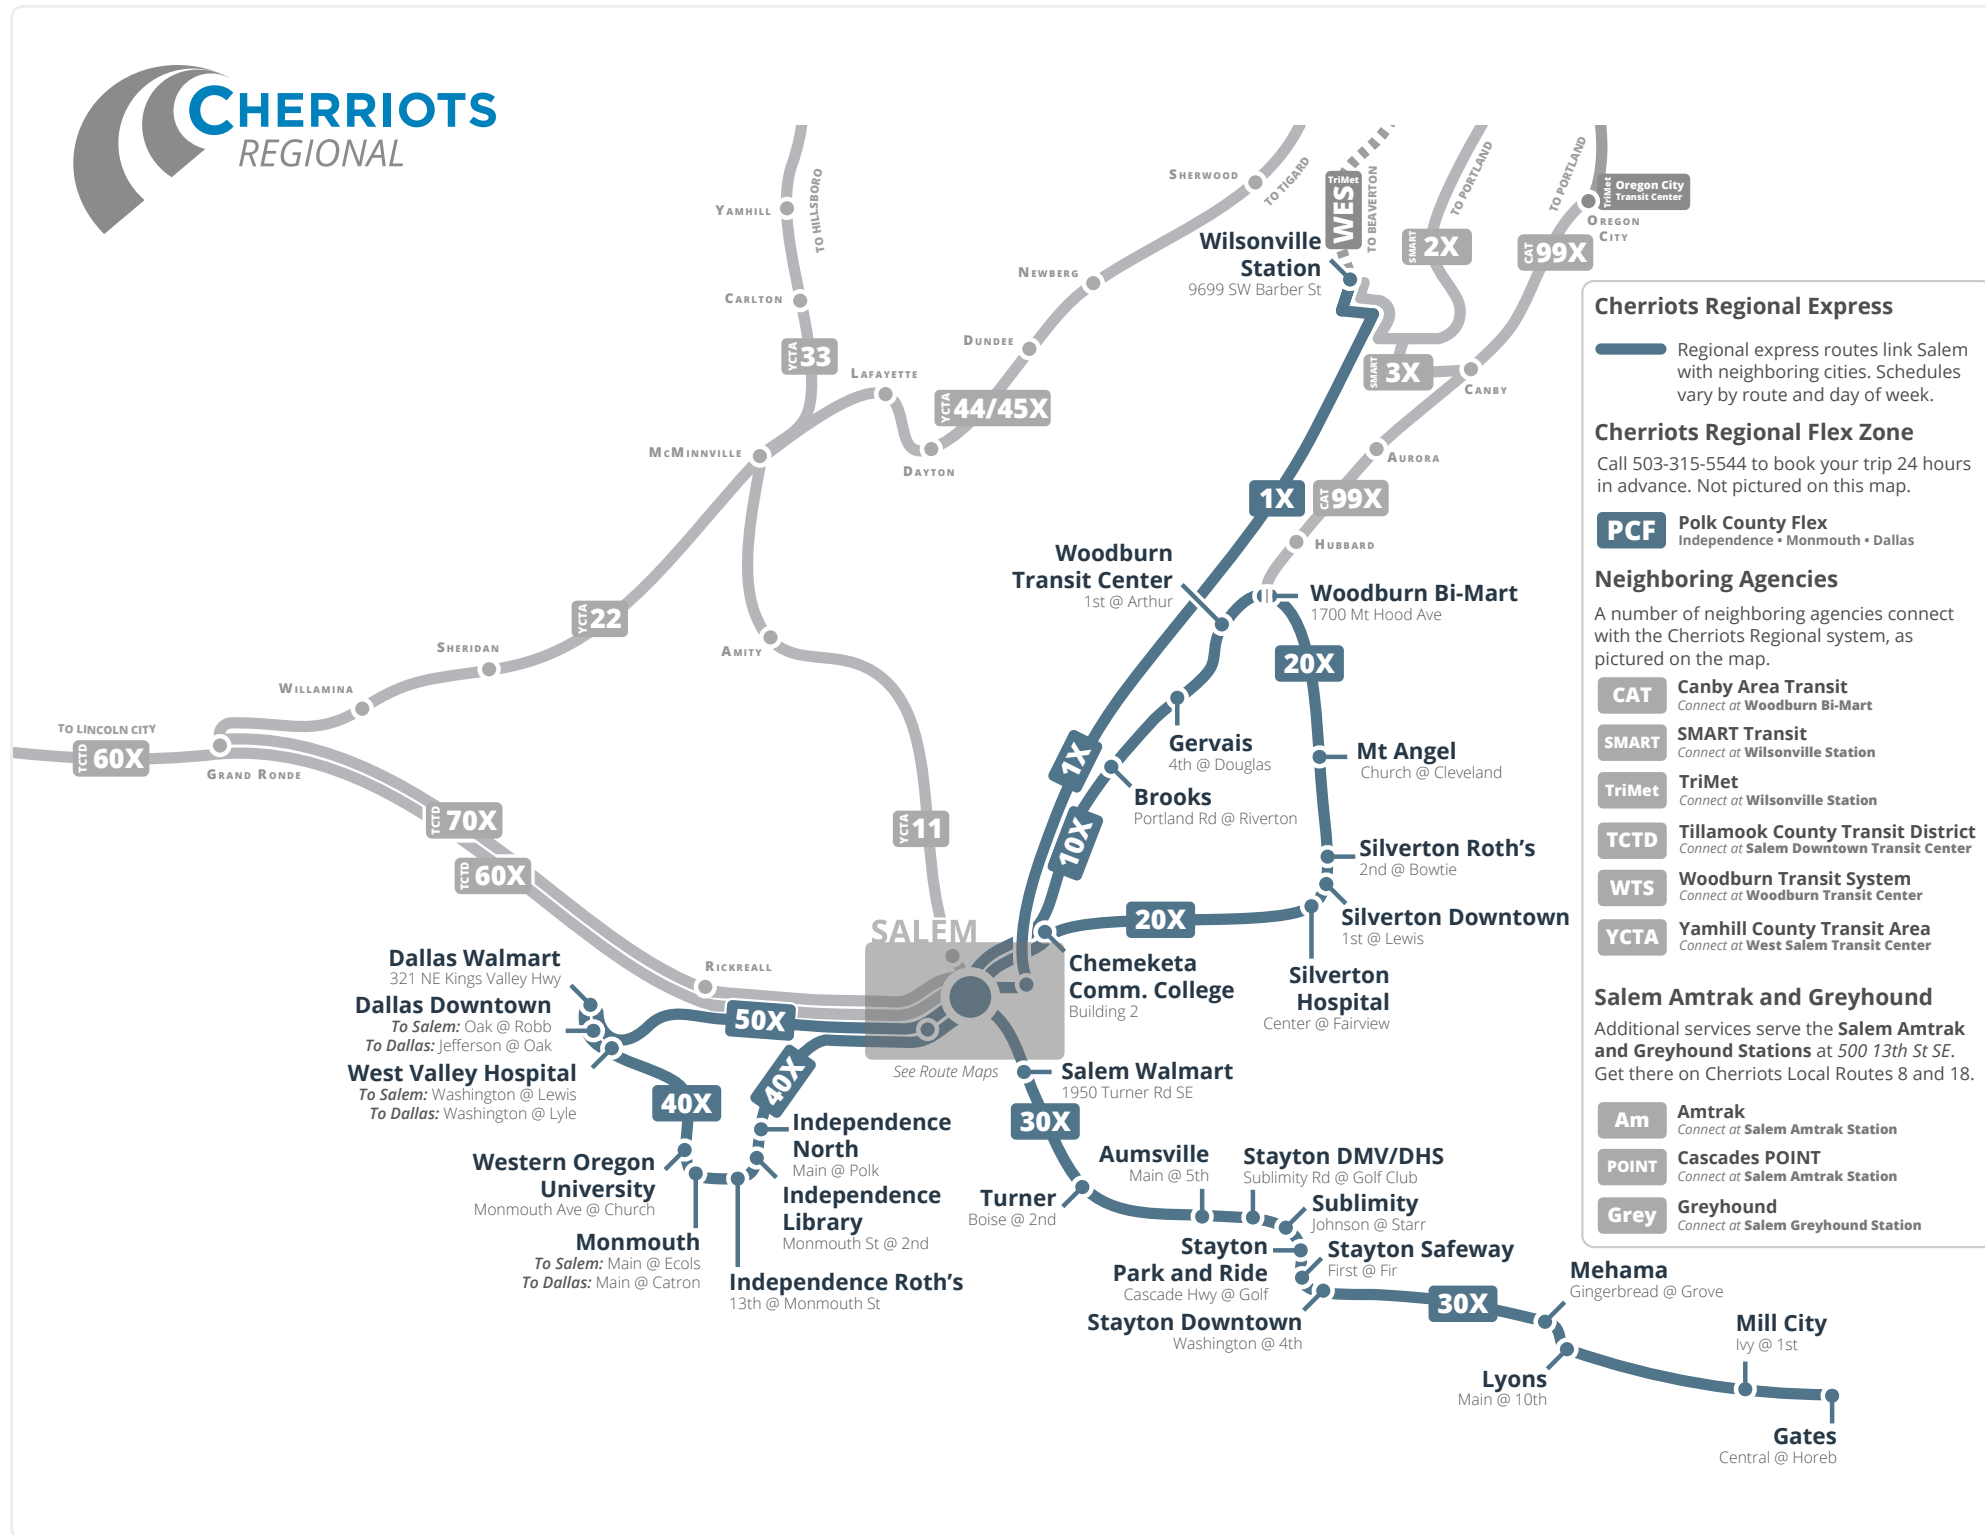 CHERRIOTS
REGIONAL
YAMHILL
TO HILLSBORO
CARLTON
YCTA 33
LAFAYETTE
MCMINNVILLE
DAYTON
YCTA 44/45X
DUNDEE
NEWBERG
SHERWOOD
TO TIGARD
TriMet
WES
TO BEAVERTON
Wilsonville
Station
9699 SW Barber St
TO PORTLAND
SMART 2X
TO PORTLAND
TriMet
Oregon City
Transit Center
OREGON
CITY
CAT 99X
SMART 3X
CANBY
AURORA
1X
CAT 99X
HUBBARD
Woodburn
Transit Center
1st @ Arthur
Woodburn Bi-Mart
1700 Mt Hood Ave
20X
YCTA 22
SHERIDAN
WILLAMINA
AMITY
TO LINCOLN CITY
TCTD 60X
GRAND RONDE
TCTD 70X
TCTD 60X
YCTA 11
1X
10X
Gervais
4th @ Douglas
Brooks
Portland Rd @ Riverton
Mt Angel
Church @ Cleveland
Silverton Roth's
2nd @ Bowtie
Silverton Downtown
1st @ Lewis
20X
Silverton
Hospital
Center @ Fairview
SALEM
See Route Maps
Chemeketa
Comm. College
Building 2
RICKREALL
Dallas Walmart
321 NE Kings Valley Hwy
Dallas Downtown
To Salem: Oak @ Robb
To Dallas: Jefferson @ Oak
West Valley Hospital
To Salem: Washington @ Lewis
To Dallas: Washington @ Lyle
50X
40X
40X
Western Oregon
University
Monmouth Ave @ Church
Monmouth
To Salem: Main @ Ecols
To Dallas: Main @ Catron
Independence
North
Main @ Polk
Independence
Library
Monmouth St @ 2nd
Independence Roth's
13th @ Monmouth St
Salem Walmart
1950 Turner Rd SE
30X
Turner
Boise @ 2nd
Aumsville
Main @ 5th
Stayton DMV/DHS
Sublimity Rd @ Golf Club
Sublimity
Johnson @ Starr
Stayton
Park and Ride
Cascade Hwy @ Golf
Stayton Safeway
First @ Fir
Stayton Downtown
Washington @ 4th
30X
Mehama
Gingerbread @ Grove
Lyons
Main @ 10th
Mill City
Ivy @ 1st
Gates
Central @ Horeb
Cherriots Regional Express
Regional express routes link Salem
with neighboring cities. Schedules
vary by route and day of week.
Cherriots Regional Flex Zone
Call 503-315-5544 to book your trip 24 hours
in advance. Not pictured on this map.
PCF
Polk County Flex
Independence • Monmouth • Dallas
Neighboring Agencies
A number of neighboring agencies connect
with the Cherriots Regional system, as
pictured on the map.
CAT
Canby Area Transit
Connect at Woodburn Bi-Mart
SMART
SMART Transit
Connect at Wilsonville Station
TriMet
TriMet
Connect at Wilsonville Station
TCTD
Tillamook County Transit District
Connect at Salem Downtown Transit Center
WTS
Woodburn Transit System
Connect at Woodburn Transit Center
YCTA
Yamhill County Transit Area
Connect at West Salem Transit Center
Salem Amtrak and Greyhound
Additional services serve the Salem Amtrak
and Greyhound Stations at 500 13th St SE.
Get there on Cherriots Local Routes 8 and 18.
Am
Amtrak
Connect at Salem Amtrak Station
POINT
Cascades POINT
Connect at Salem Amtrak Station
Grey
Greyhound
Connect at Salem Greyhound Station